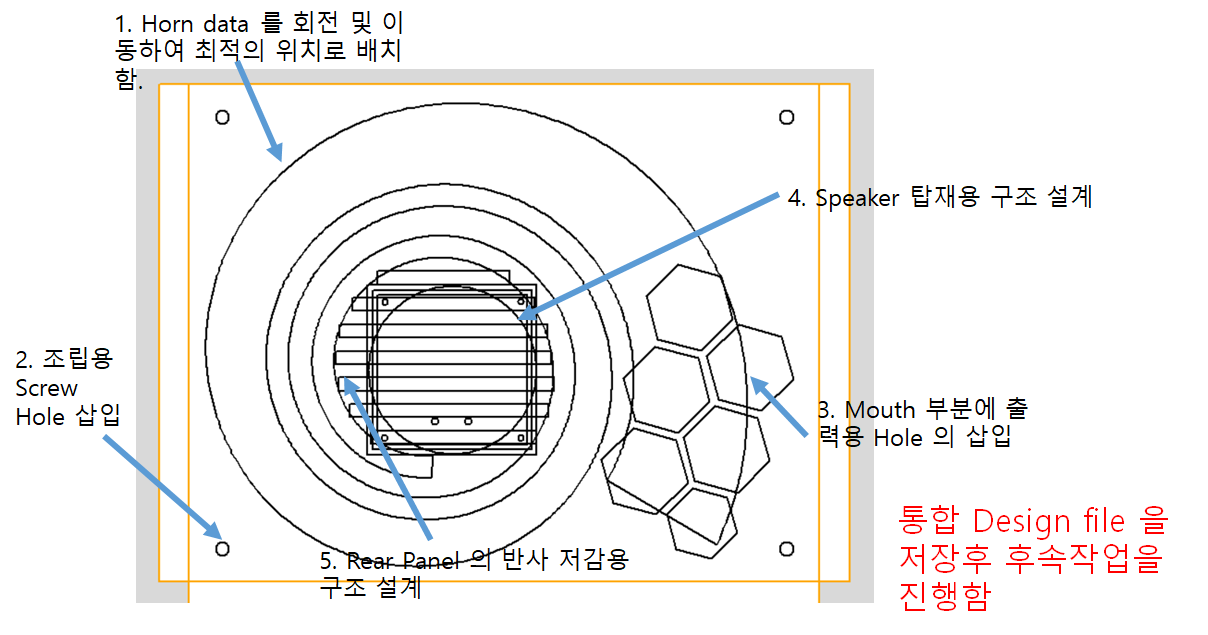 1. Horn data 를 회전 및 이
동하여 최적의 위치로 배치
함.
4. Speaker 탑재용 구조 설계
2. 조립용
Screw
Hole 삽입
3. Mouth 부분에 출
력용 Hole 의 삽입
5. Rear Panel 의 반사 저감용
구조 설계
통합 Design file 을
저장후 후속작업을
진행함